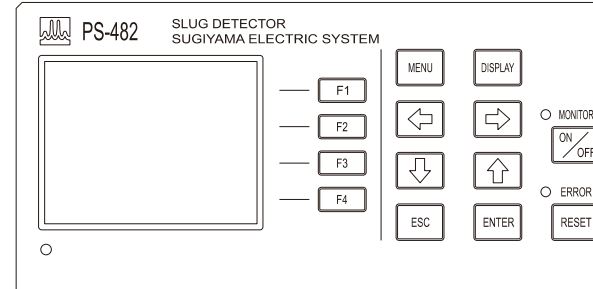 PS-482
SLUG DETECTOR
SUGIYAMA ELECTRIC SYSTEM
F1
F2
F3
F4
MENU
DISPLAY
MONITOR
ON/OFF
ERROR
ESC
ENTER
RESET